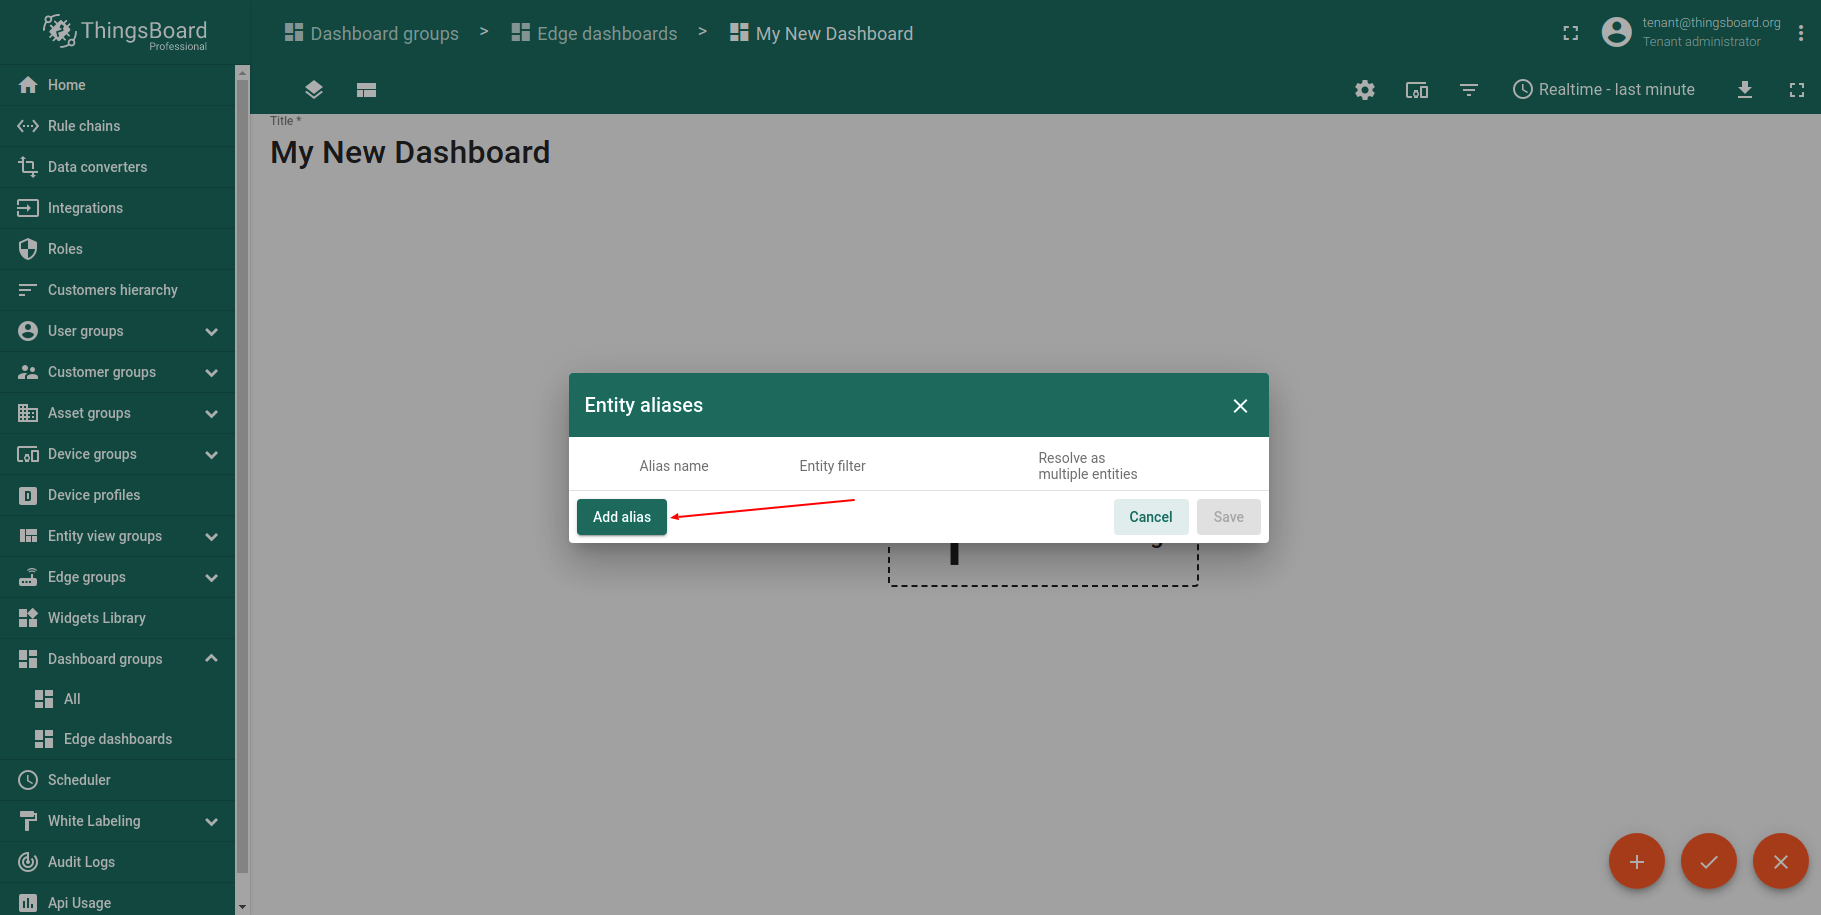 ThingsBoard
Professional
Dashboard groups > Edge dashboards > My New Dashboard
tenant@thingsboard.org
Tenant administrator
Home
Rule chains
Data converters
Integrations
Roles
Customers hierarchy
User groups
Customer groups
Asset groups
Device groups
Device profiles
Entity view groups
Edge groups
Widgets Library
Dashboard groups
All
Edge dashboards
Scheduler
White Labeling
Audit Logs
Api Usage
Realtime - last minute
Title *
My New Dashboard
Entity aliases
Alias name
Entity filter
Resolve as
multiple entities
Add alias
Cancel
Save